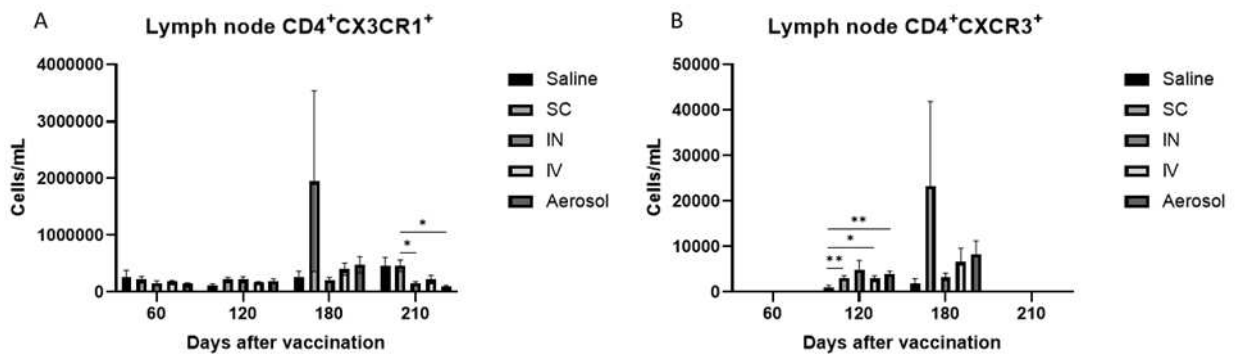 A
Lymph node CD4⁺CX3CR1⁺
4000000
3000000
2000000
1000000
0
Cells/mL
*
*
60
120
180
210
Days after vaccination
Saline
SC
IN
IV
Aerosol
B
Lymph node CD4⁺CXCR3⁺
50000
40000
30000
20000
10000
0
Cells/mL
**
*
**
60
120
180
210
Days after vaccination
Saline
SC
IN
IV
Aerosol